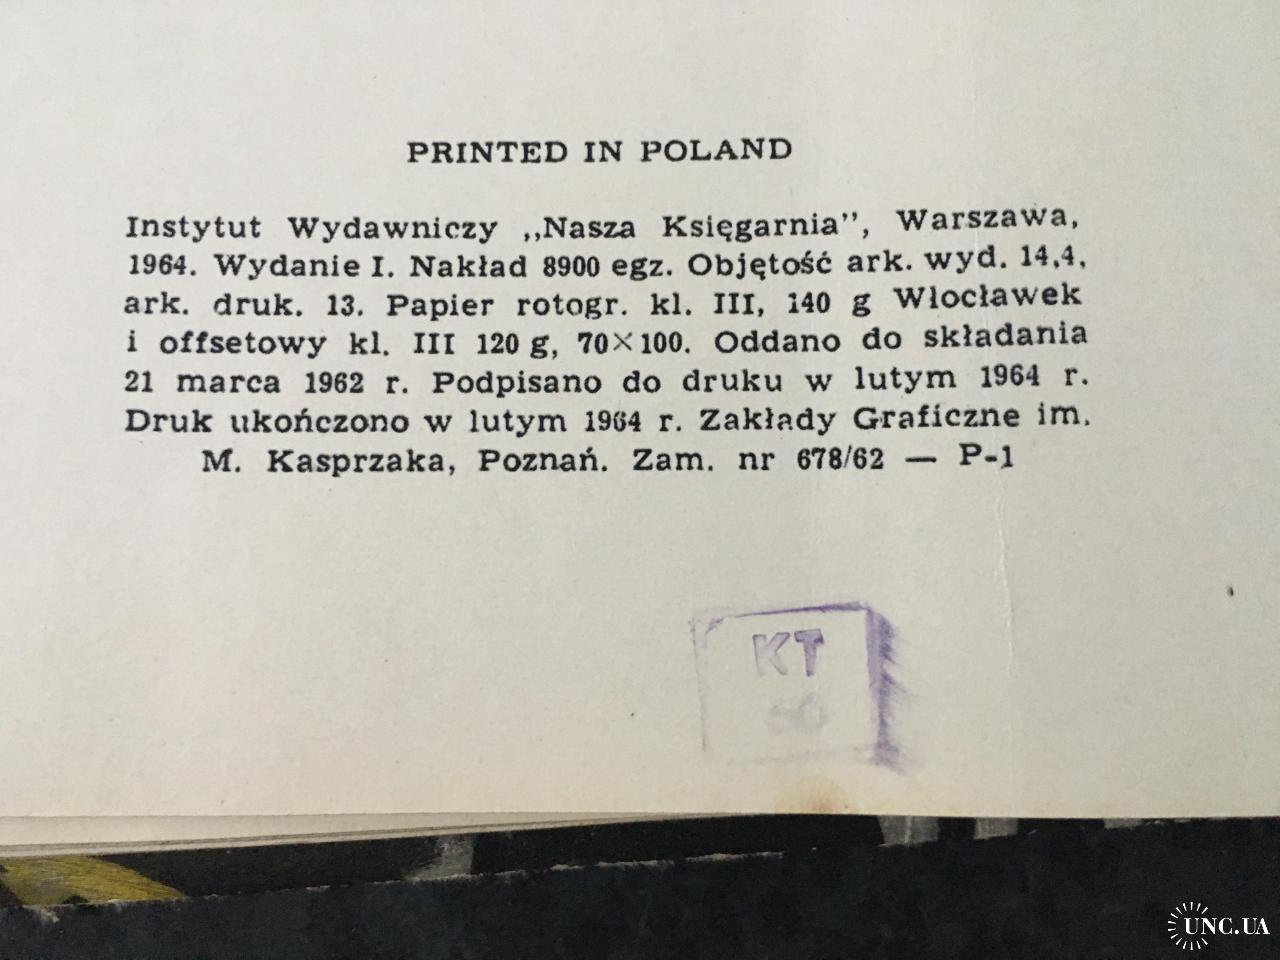 PRINTED IN POLAND
Instytut Wydawniczy ,,Nasza Księgarnia”, Warszawa,
1964. Wydanie I. Nakład 8900 egz. Objętość ark. wyd. 14,4,
ark. druk. 13. Papier rotogr. kl. III, 140 g Włocławek
i offsetowy kl. III 120 g, 70×100. Oddano do składania
21 marca 1962 r. Podpisano do druku w lutym 1964 r.
Druk ukończono w lutym 1964 r. Zakłady Graficzne im.
M. Kasprzaka, Poznań. Zam. nr 678/62 — P-1
KT
UNC.UA